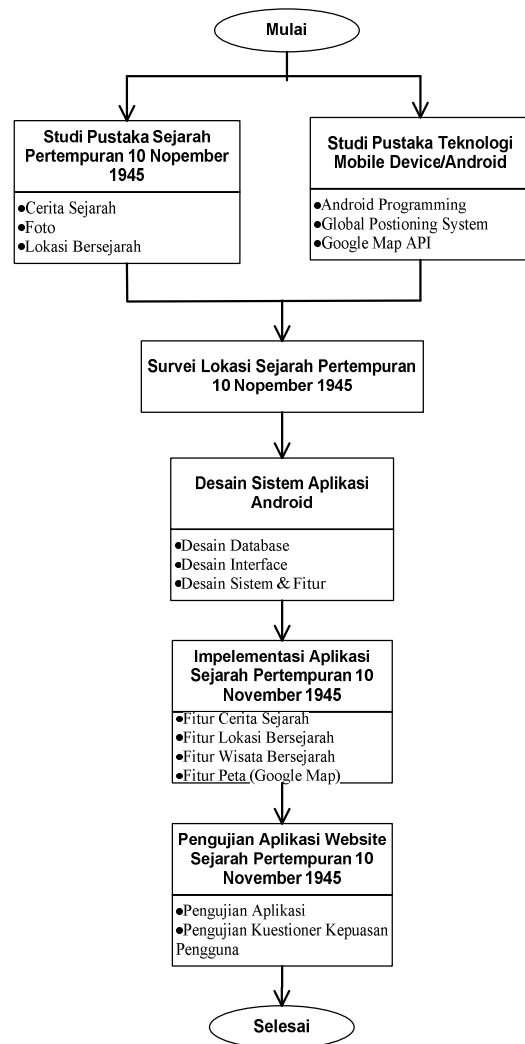 Mulai
Studi Pustaka Sejarah
Pertempuran 10 Nopember
1945
●Cerita Sejarah
●Foto
●Lokasi Bersejarah
Studi Pustaka Teknologi
Mobile Device/Android
●Android Programming
●Global Postioning System
●Google Map API
Survei Lokasi Sejarah Pertempuran
10 Nopember 1945
Desain Sistem Aplikasi
Android
●Desain Database
●Desain Interface
●Desain Sistem & Fitur
Impelementasi Aplikasi
Sejarah Pertempuran 10
November 1945
●Fitur Cerita Sejarah
●Fitur Lokasi Bersejarah
●Fitur Wisata Bersejarah
●Fitur Peta (Google Map)
Pengujian Aplikasi Website
Sejarah Pertempuran 10
November 1945
●Pengujian Aplikasi
●Pengujian Kuestioner Kepuasan
Pengguna
Selesai